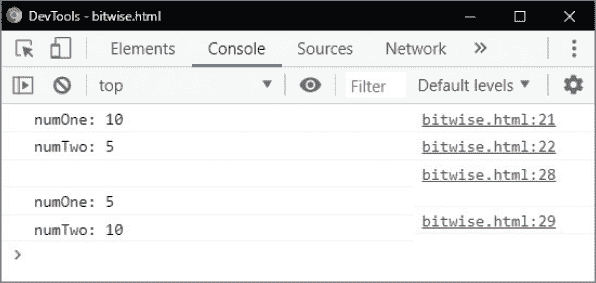 DevTools - bitwise.html
Elements Console Sources Network »
top Filter Default levels
numOne: 10 bitwise.html:21
numTwo: 5 bitwise.html:22
bitwise.html:28
numOne: 5
numTwo: 10 bitwise.html:29